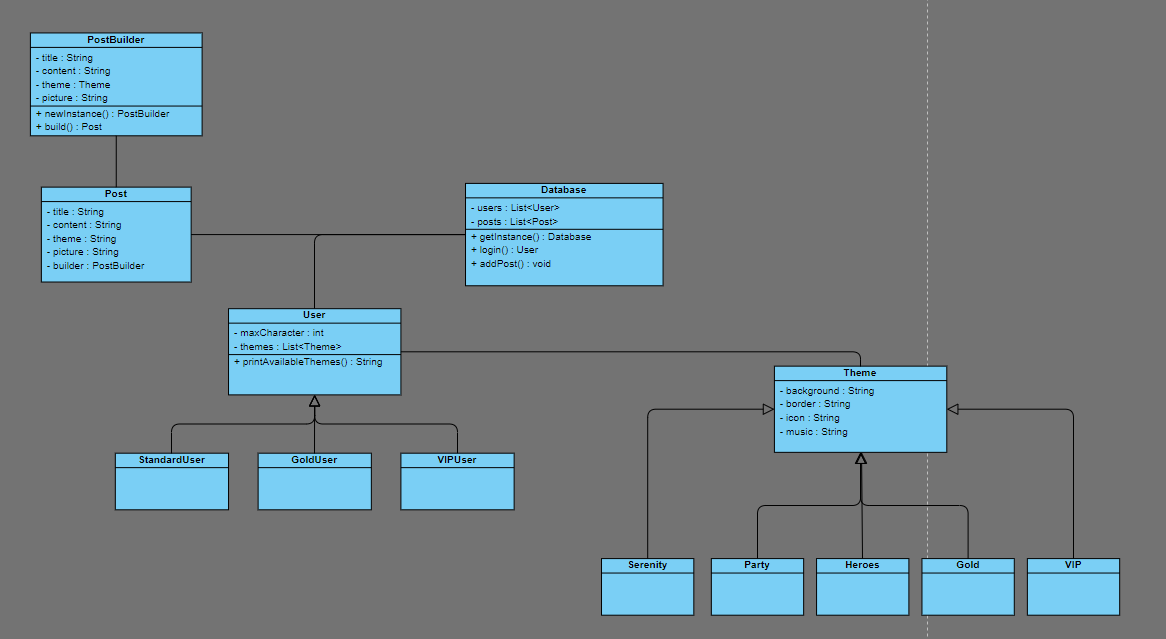 PostBuilder
- title : String
- content : String
- theme : Theme
- picture : String
+ newInstance() : PostBuilder
+ build() : Post
Post
- title : String
- content : String
- theme : String
- picture : String
- builder : PostBuilder
Database
- users : List<User>
- posts : List<Post>
+ getInstance() : Database
+ login() : User
+ addPost() : void
User
- maxCharacter : int
- themes : List<Theme>
+ printAvailableThemes() : String
Theme
- background : String
- border : String
- icon : String
- music : String
StandardUser
GoldUser
VIPUser
Serenity
Party
Heroes
Gold
VIP